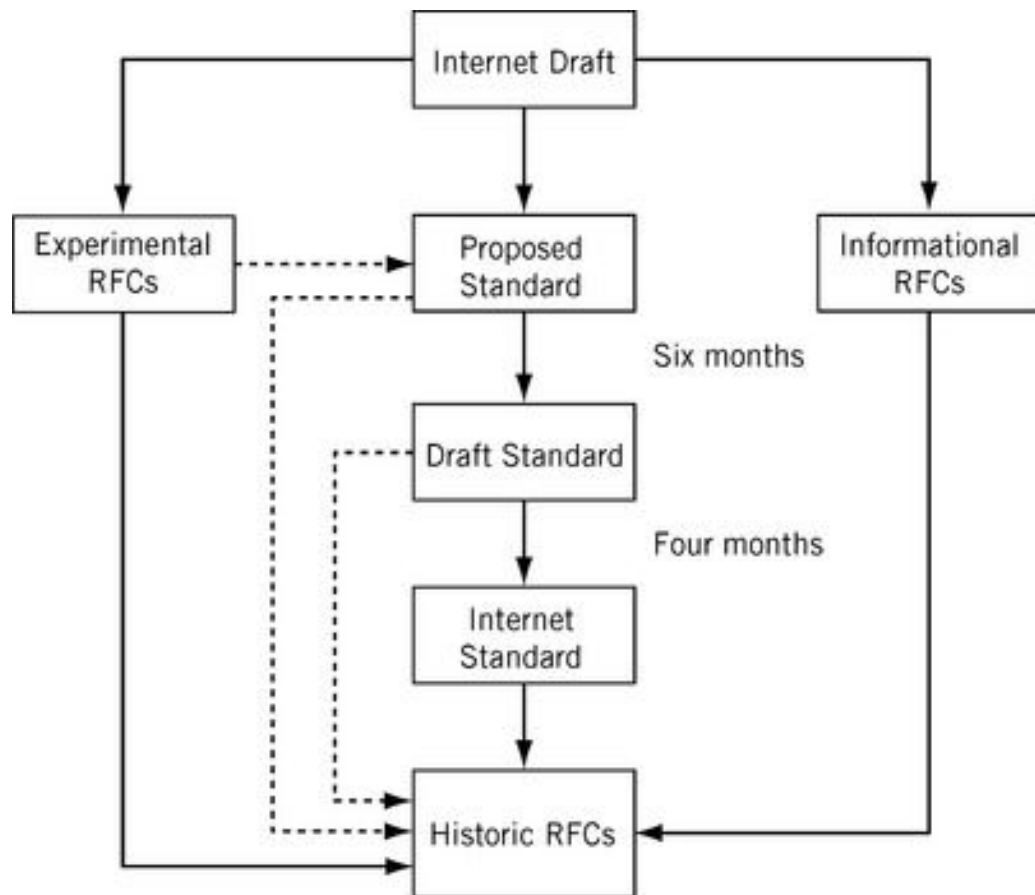 Internet Draft
Experimental
RFCs
Proposed
Standard
Informational
RFCs
Six months
Draft Standard
Four months
Internet
Standard
Historic RFCs